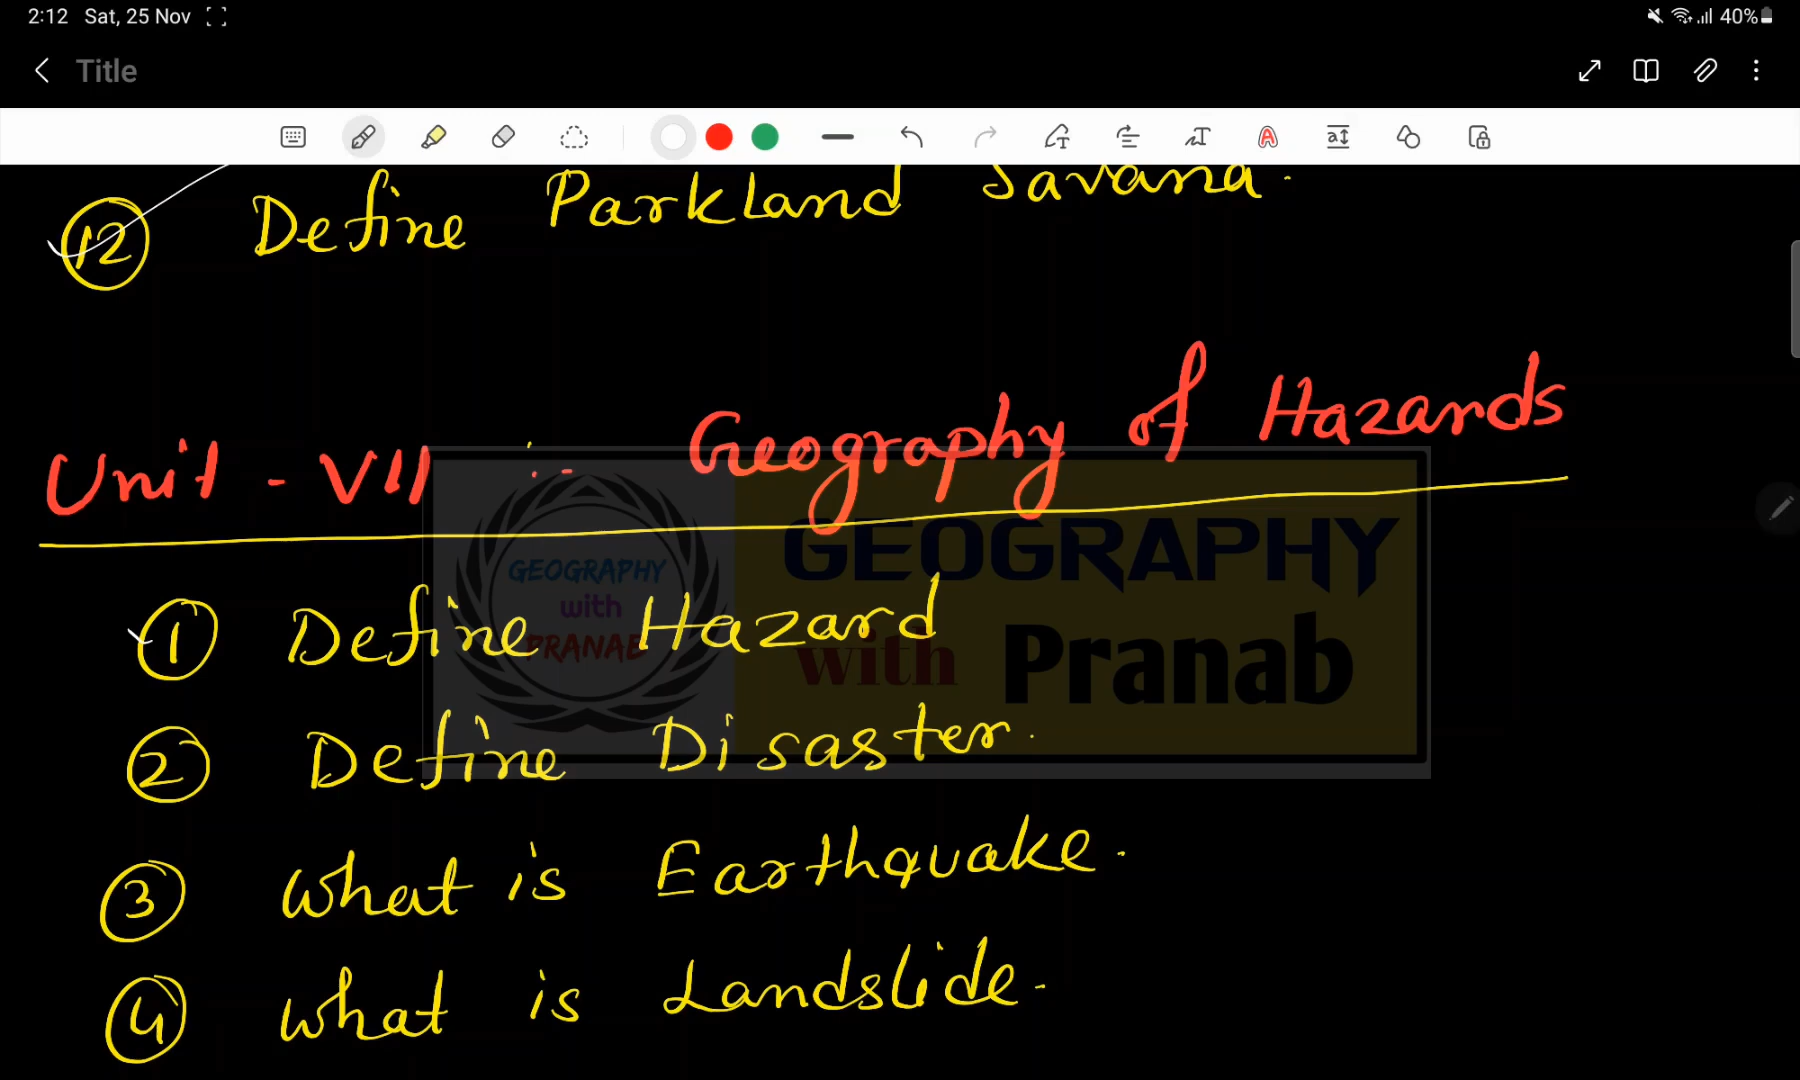 2:12 Sat, 25 Nov
40%
Title
12 Define Parkland Savana.
Unit - VII :- Geography of Hazards
GEOGRAPHY
with
PRANAB
GEOGRAPHY
with Pranab
1 Define Hazard
2 Define Disaster.
3 What is Earthquake.
4 What is Landslide.